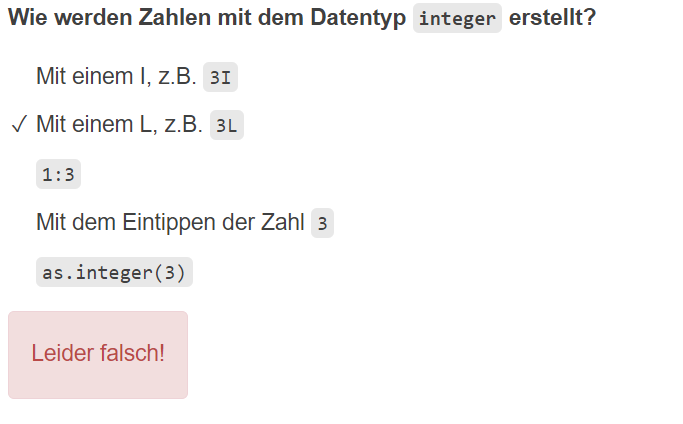 Wie werden Zahlen mit dem Datentyp integer erstellt?
Mit einem I, z.B. 3I
✓ Mit einem L, z.B. 3L
1:3
Mit dem Eintippen der Zahl 3
as.integer(3)
Leider falsch!